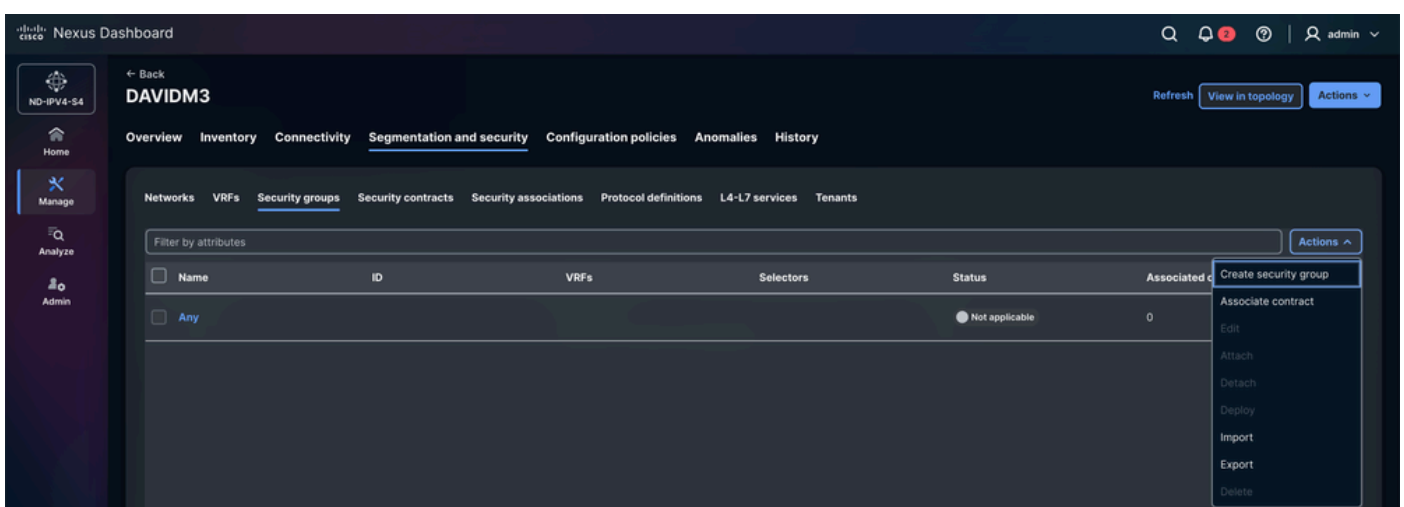 cisco Nexus Dashboard
2
admin
ND-IPV4-S4
Home
Manage
Analyze
Admin
← Back
DAVIDM3
Refresh View in topology Actions
Overview Inventory Connectivity Segmentation and security Configuration policies Anomalies History
Networks VRFs Security groups Security contracts Security associations Protocol definitions L4-L7 services Tenants
Filter by attributes
Actions
Name ID VRFs Selectors Status Associated c
Any Not applicable 0
Create security group
Associate contract
Edit
Attach
Detach
Deploy
Import
Export
Delete